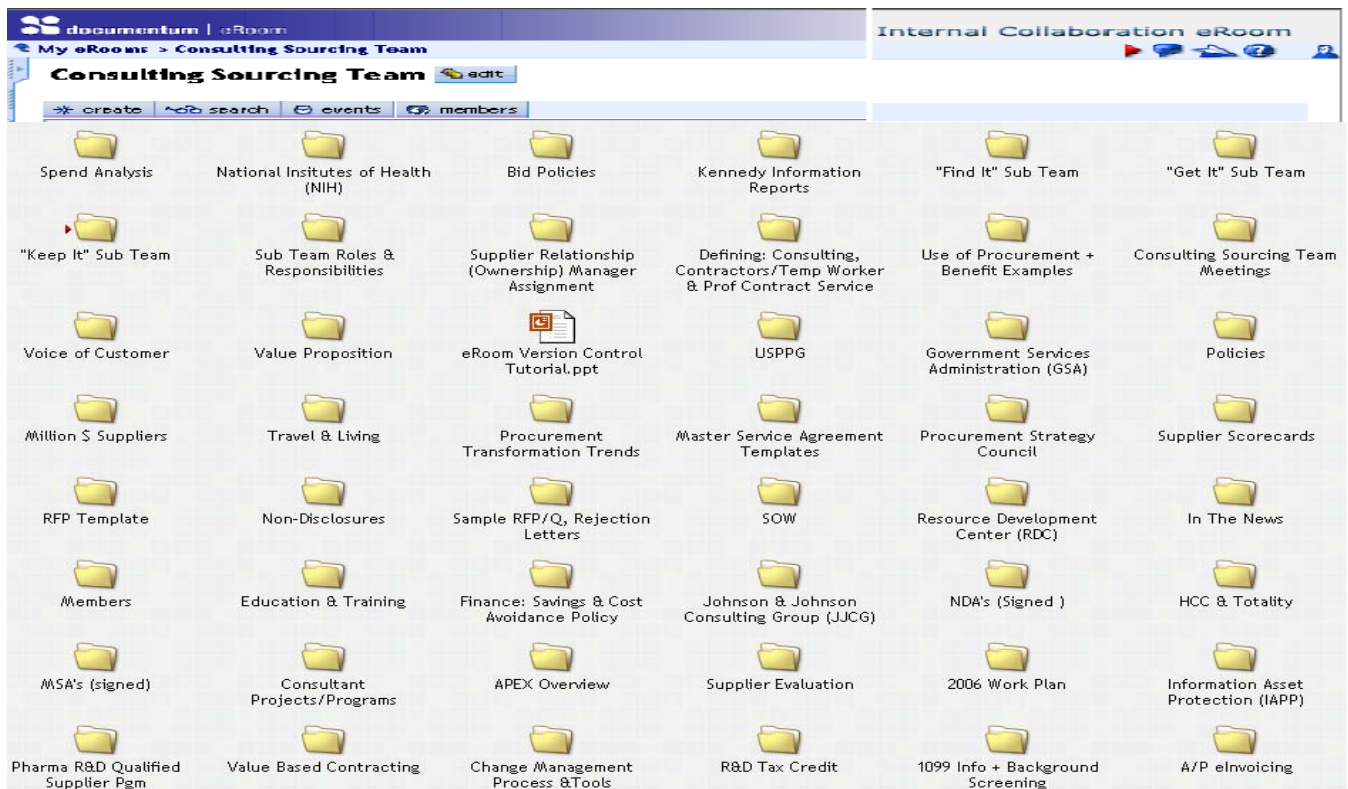 documentum | eRoom
Internal Collaboration eRoom
My eRooms > Consulting Sourcing Team
Consulting Sourcing Team edit
create search events members
Spend Analysis
National Insitutes of Health
(NIH)
Bid Policies
Kennedy Information
Reports
"Find It" Sub Team
"Get It" Sub Team
"Keep It" Sub Team
Sub Team Roles &
Responsibilities
Supplier Relationship
(Ownership) Manager
Assignment
Defining: Consulting,
Contractors/Temp Worker
& Prof Contract Service
Use of Procurement +
Benefit Examples
Consulting Sourcing Team
Meetings
Voice of Customer
Value Proposition
eRoom Version Control
Tutorial.ppt
USPPG
Government Services
Administration (GSA)
Policies
Million $ Suppliers
Travel & Living
Procurement
Transformation Trends
Master Service Agreement
Templates
Procurement Strategy
Council
Supplier Scorecards
RFP Template
Non-Disclosures
Sample RFP/Q, Rejection
Letters
SOW
Resource Development
Center (RDC)
In The News
Members
Education & Training
Finance: Savings & Cost
Avoidance Policy
Johnson & Johnson
Consulting Group (JJCG)
NDA's (Signed )
HCC & Totality
MSA's (signed)
Consultant
Projects/Programs
APEX Overview
Supplier Evaluation
2006 Work Plan
Information Asset
Protection (IAPP)
Pharma R&D Qualified
Supplier Pgm
Value Based Contracting
Change Management
Process &Tools
R&D Tax Credit
1099 Info + Background
Screening
A/P eInvoicing